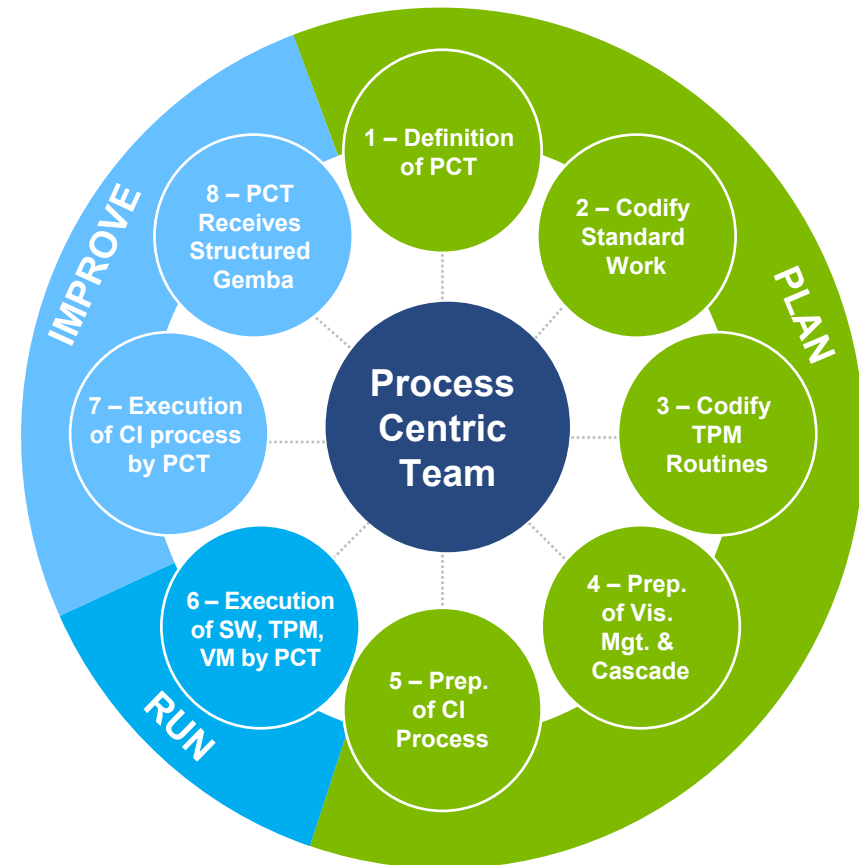 1 – Definition
of PCT
2 – Codify
Standard
Work
3 – Codify
TPM
Routines
4 – Prep.
of Vis.
Mgt. &
Cascade
5 – Prep.
of CI
Process
6 – Execution
of SW, TPM,
VM by PCT
7 – Execution
of CI process
by PCT
8 – PCT
Receives
Structured
Gemba
Process
Centric
Team
PLAN
RUN
IMPROVE